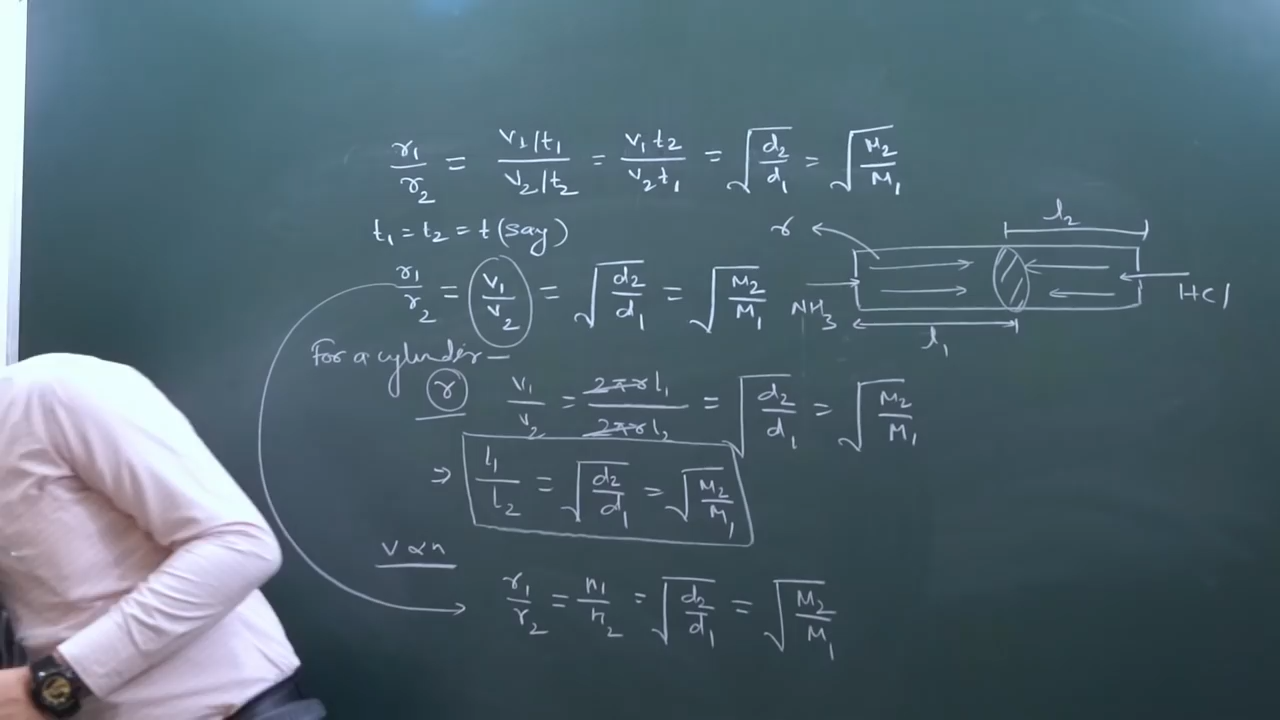 r₁/r₂ = (V₁/t₁)/(V₂/t₂) = V₁t₂/V₂t₁ = √(d₂/d₁) = √(M₂/M₁)
t₁ = t₂ = t (say)
r₁/r₂ = V₁/V₂ = √(d₂/d₁) = √(M₂/M₁)
r
l₂
NH₃
HCl
l₁
For a cylinder –
r V₁/V₂ = 2πrl₁/2πrl₂ = √(d₂/d₁) = √(M₂/M₁)
⇒ l₁/l₂ = √(d₂/d₁) = √(M₂/M₁)
V ∝ n
r₁/r₂ = n₁/n₂ = √(d₂/d₁) = √(M₂/M₁)